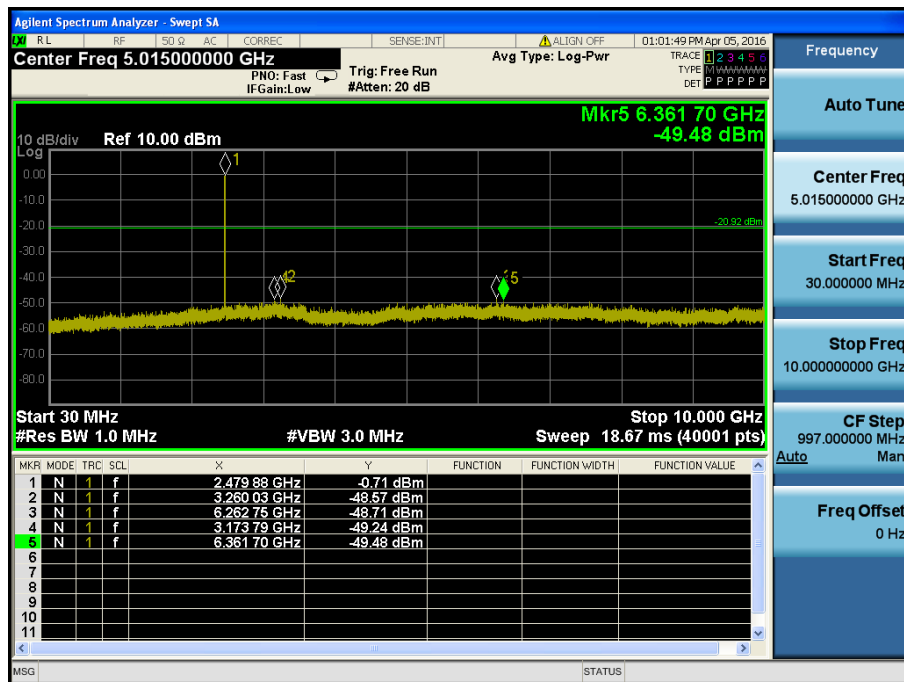 Agilent Spectrum Analyzer - Swept SA
LXI RL RF 50 Ω AC CORREC SENSE:INT ALIGN OFF 01:01:49 PM Apr 05, 2016
Center Freq 5.015000000 GHz
PNO: Fast
IFGain:Low
Trig: Free Run
#Atten: 20 dB
Avg Type: Log-Pwr
TRACE 1 2 3 4 5 6
TYPE MWWWWW
DET P P P P P P
Mkr5 6.361 70 GHz
-49.48 dBm
10 dB/div Ref 10.00 dBm
Log
1
0.00
-10.0
-20.0
-20.92 dBm
-30.0
-40.0
2
5
-50.0
-60.0
-70.0
-80.0
Start 30 MHz Stop 10.000 GHz
#Res BW 1.0 MHz #VBW 3.0 MHz Sweep 18.67 ms (40001 pts)
MKR MODE TRC SCL X Y FUNCTION FUNCTION WIDTH FUNCTION VALUE
1 N 1 f 2.479 88 GHz -0.71 dBm
2 N 1 f 3.260 03 GHz -48.57 dBm
3 N 1 f 6.262 75 GHz -48.71 dBm
4 N 1 f 3.173 79 GHz -49.24 dBm
5 N 1 f 6.361 70 GHz -49.48 dBm
6
7
8
9
10
11
MSG STATUS
Frequency
Auto Tune
Center Freq
5.015000000 GHz
Start Freq
30.000000 MHz
Stop Freq
10.000000000 GHz
CF Step
997.000000 MHz
Auto Man
Freq Offset
0 Hz